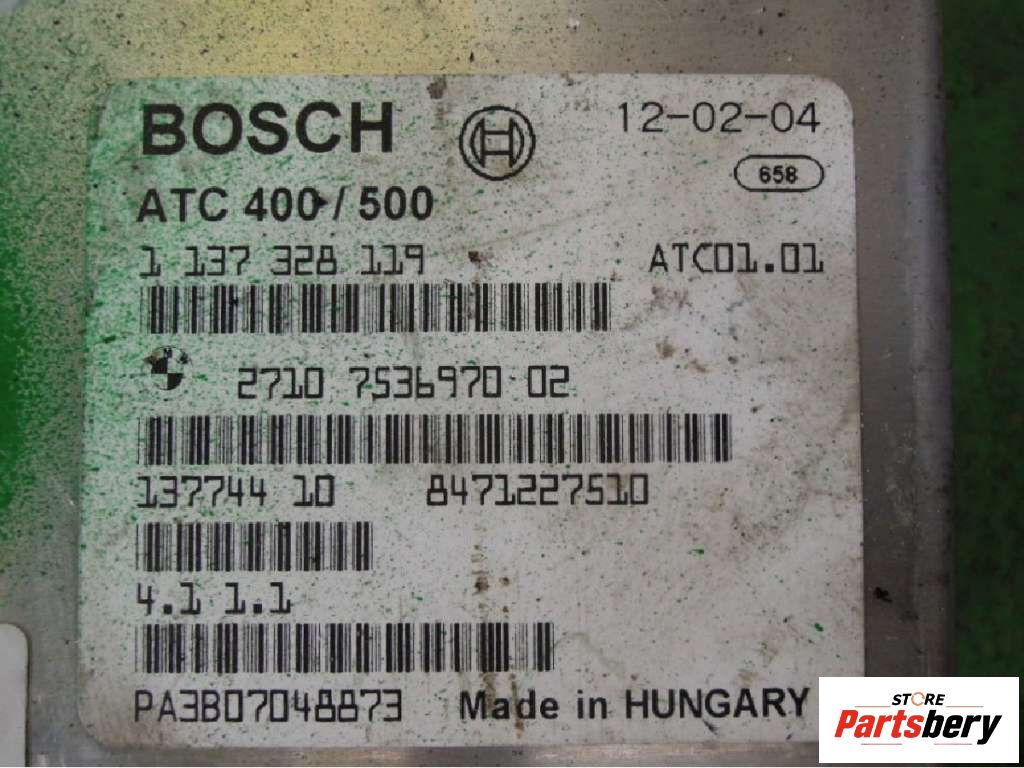 BOSCH 12-02-04
658
ATC 400 / 500
1 137 328 119 ATC01.01
2710 7536970 02
137744 10 8471227510
4.1 1.1
PA3B07048873 Made in HUNGARY
STORE
Partsbery